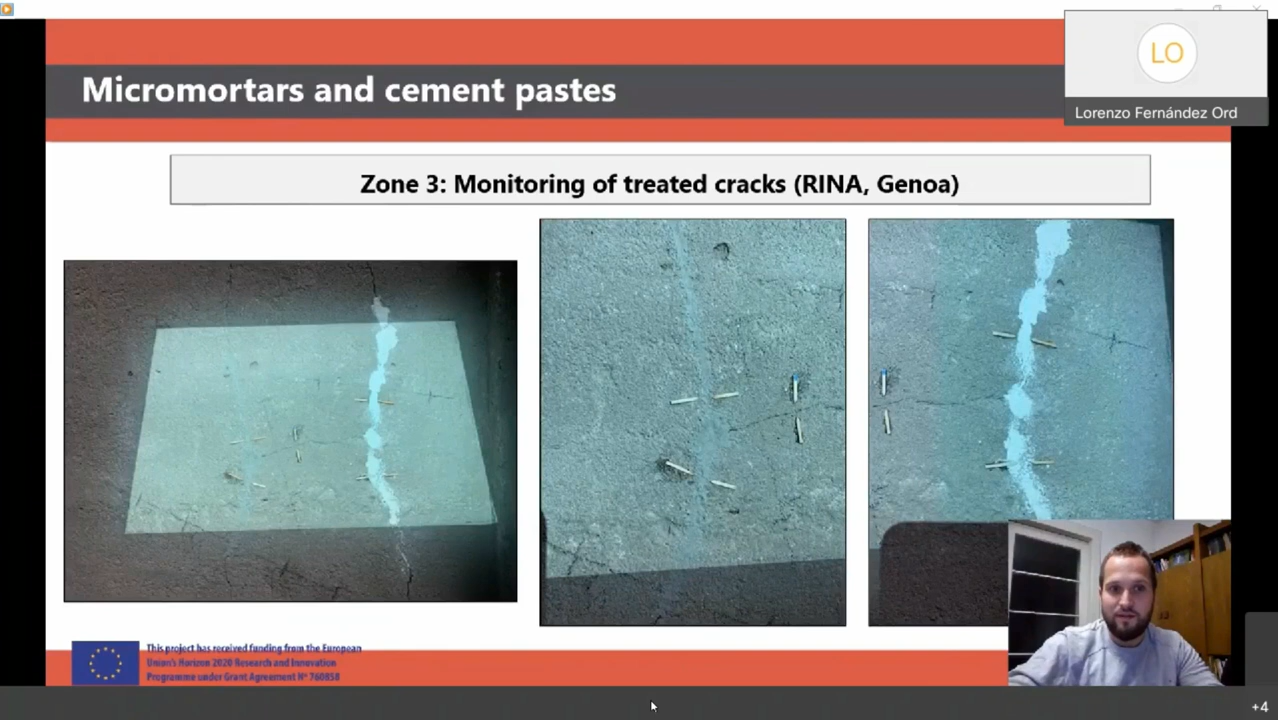 LO
Lorenzo Fernández Ord
Micromortars and cement pastes
Zone 3: Monitoring of treated cracks (RINA, Genoa)
This project has received funding from the European
Union's Horizon 2020 Research and Innovation
Programme under Grant Agreement Nº 760858
+4